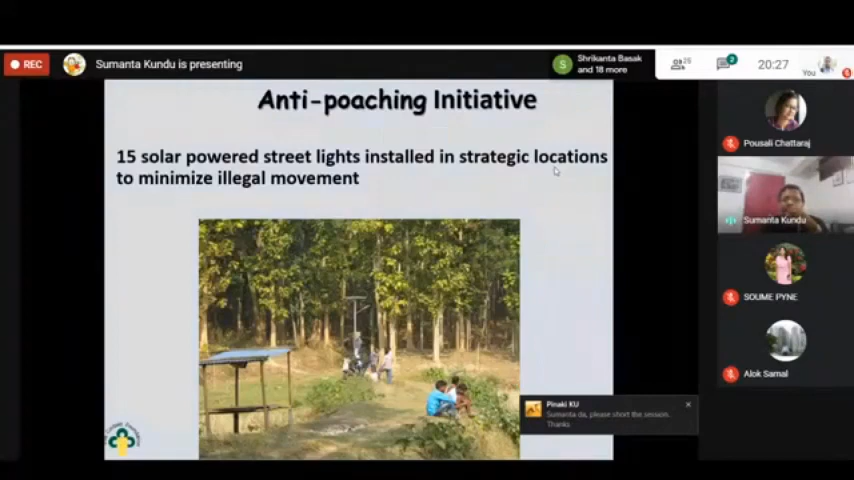 REC
Sumanta Kundu is presenting
Shrikanta Basak
and 18 more
25
2
20:27
You
Anti-poaching Initiative
15 solar powered street lights installed in strategic locations
to minimize illegal movement
Pousali Chattaraj
Sumanta Kundu
SOUME PYNE
Alok Samal
Pinaki KU
Sumanta da, please short the session.
Thanks